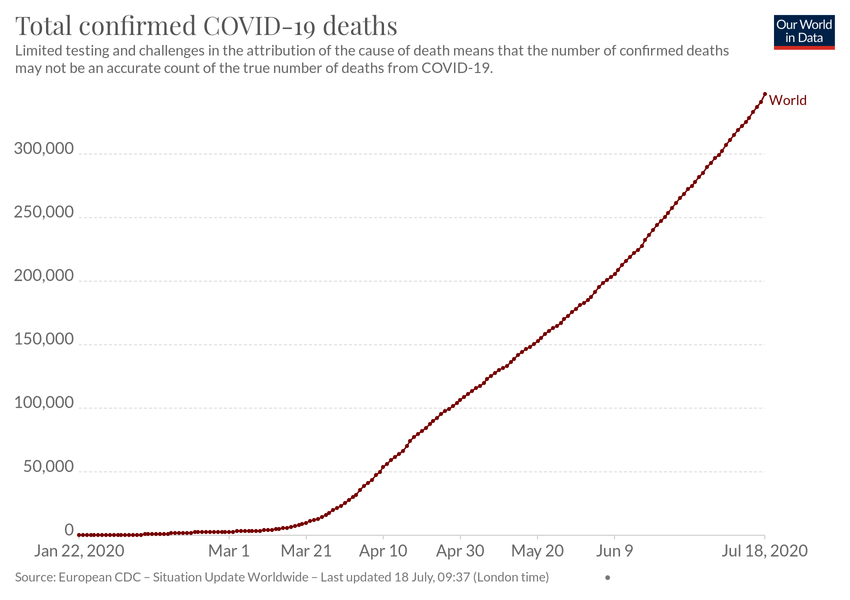 Total confirmed COVID-19 deaths
Our World
in Data
Limited testing and challenges in the attribution of the cause of death means that the number of confirmed deaths
may not be an accurate count of the true number of deaths from COVID-19.
World
300,000
250,000
200,000
150,000
100,000
50,000
0
Jan 22, 2020 Mar 1 Mar 21 Apr 10 Apr 30 May 20 Jun 9 Jul 18, 2020
Source: European CDC – Situation Update Worldwide – Last updated 18 July, 09:37 (London time) •